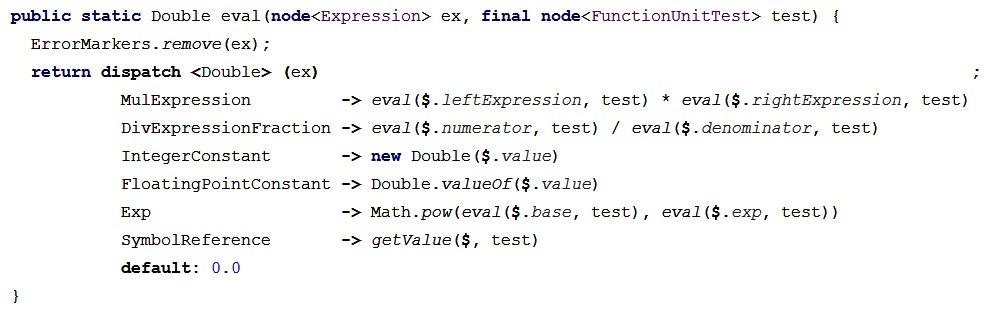 public static Double eval(node<Expression> ex, final node<FunctionUnitTest> test) {
ErrorMarkers.remove(ex);
return dispatch <Double> (ex) ;
MulExpression -> eval($.leftExpression, test) * eval($.rightExpression, test)
DivExpressionFraction -> eval($.numerator, test) / eval($.denominator, test)
IntegerConstant -> new Double($.value)
FloatingPointConstant -> Double.valueOf($.value)
Exp -> Math.pow(eval($.base, test), eval($.exp, test))
SymbolReference -> getValue($, test)
default: 0.0
}